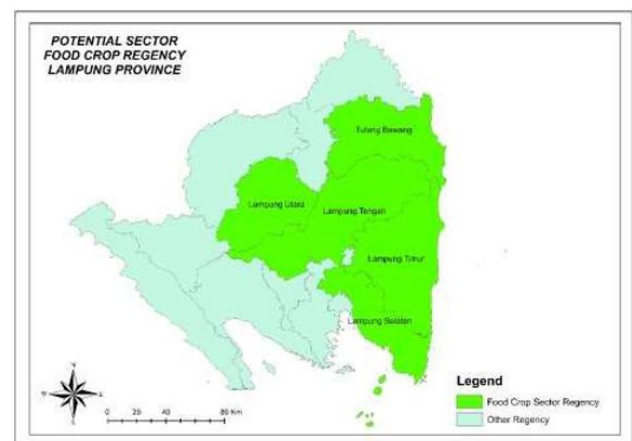 POTENTIAL SECTOR
FOOD CROP REGENCY
LAMPUNG PROVINCE
Tulang Bawang
Lampung Utara
Lampung Tengah
Lampung Timur
Lampung Selatan
Legend
Food Crop Sector Regency
Other Regency
N
W
E
S
0 20 40 80 Km